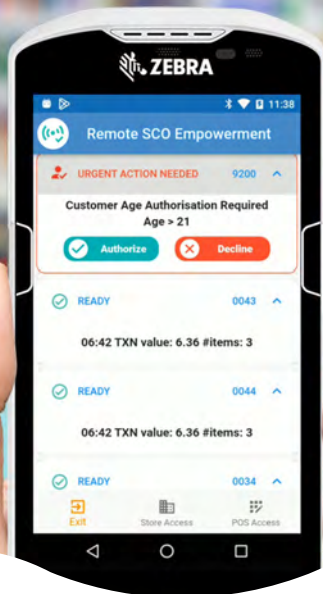 ZEBRA
11:38
Remote SCO Empowerment
URGENT ACTION NEEDED 9200
Customer Age Authorisation Required
Age > 21
Authorize Decline
READY 0043
06:42 TXN value: 6.36 #items: 3
READY 0044
06:42 TXN value: 6.36 #items: 3
READY 0034
Exit Store Access POS Access